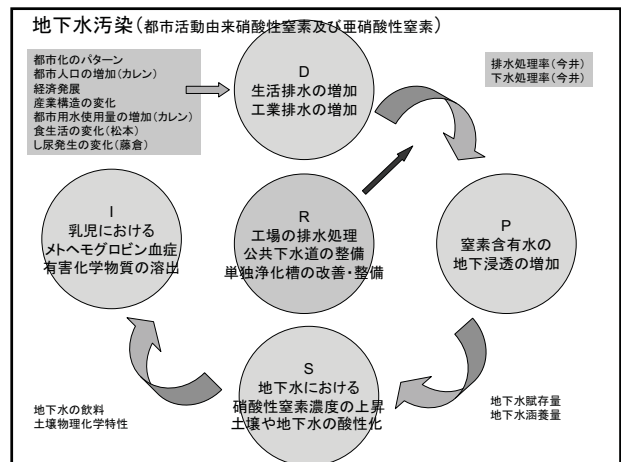 地下水汚染(都市活動由来硝酸性窒素及び亜硝酸性窒素)
都市化のパターン
都市人口の増加(カレン)
経済発展
産業構造の変化
都市用水使用量の増加(カレン)
食生活の変化(松本)
し尿発生の変化(藤倉)
D
生活排水の増加
工業排水の増加
排水処理率(今井)
下水処理率(今井)
I
乳児における
メトヘモグロビン血症
有害化学物質の溶出
R
工場の排水処理
公共下水道の整備
単独浄化槽の改善・整備
P
窒素含有水の
地下浸透の増加
S
地下水における
硝酸性窒素濃度の上昇
土壌や地下水の酸性化
地下水の飲料
土壌物理化学特性
地下水賦存量
地下水涵養量